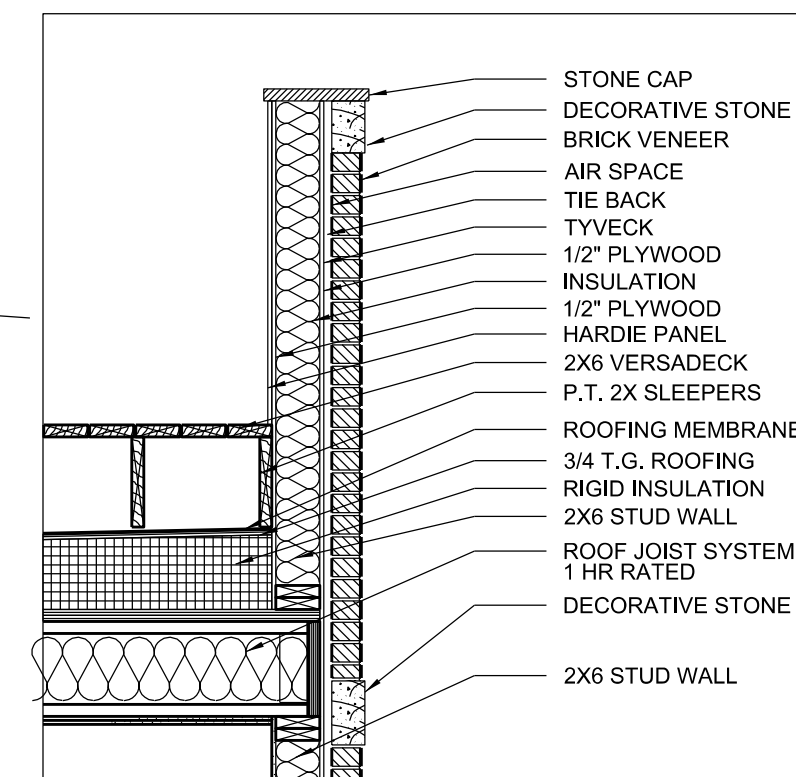 STONE CAP
DECORATIVE STONE
BRICK VENEER
AIR SPACE
TIE BACK
TYVECK
1/2" PLYWOOD
INSULATION
1/2" PLYWOOD
HARDIE PANEL
2X6 VERSADECK
P.T. 2X SLEEPERS
ROOFING MEMBRANE
3/4 T.G. ROOFING
RIGID INSULATION
2X6 STUD WALL
ROOF JOIST SYSTEM
1 HR RATED
DECORATIVE STONE
2X6 STUD WALL